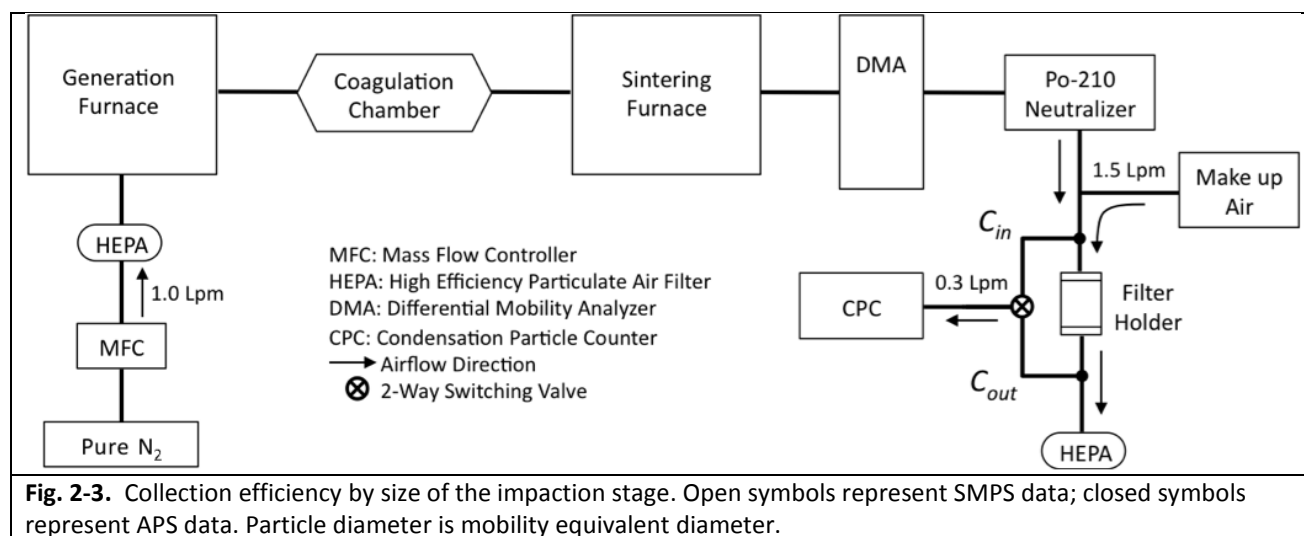 Generation
Furnace
Coagulation
Chamber
Sintering
Furnace
DMA
Po-210
Neutralizer
1.5 Lpm
Make up
Air
HEPA
1.0 Lpm
MFC
Pure N₂
MFC: Mass Flow Controller
HEPA: High Efficiency Particulate Air Filter
DMA: Differential Mobility Analyzer
CPC: Condensation Particle Counter
Airflow Direction
2-Way Switching Valve
C_in
0.3 Lpm
CPC
Filter
Holder
C_out
HEPA
Fig. 2-3. Collection efficiency by size of the impaction stage. Open symbols represent SMPS data; closed symbols
represent APS data. Particle diameter is mobility equivalent diameter.